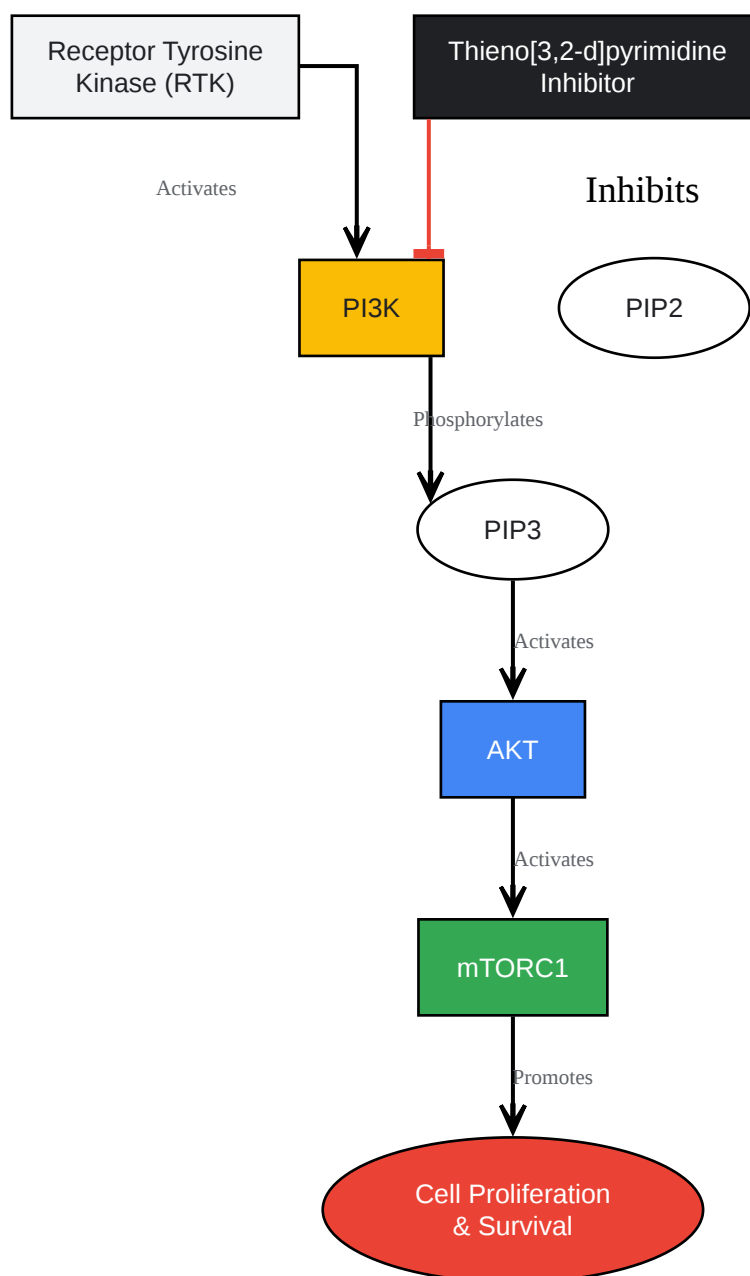 Receptor Tyrosine
Kinase (RTK)
Thieno[3,2-d]pyrimidine
Inhibitor
Activates
Inhibits
PI3K
PIP2
Phosphorylates
PIP3
Activates
AKT
Activates
mTORC1
Promotes
Cell Proliferation
& Survival